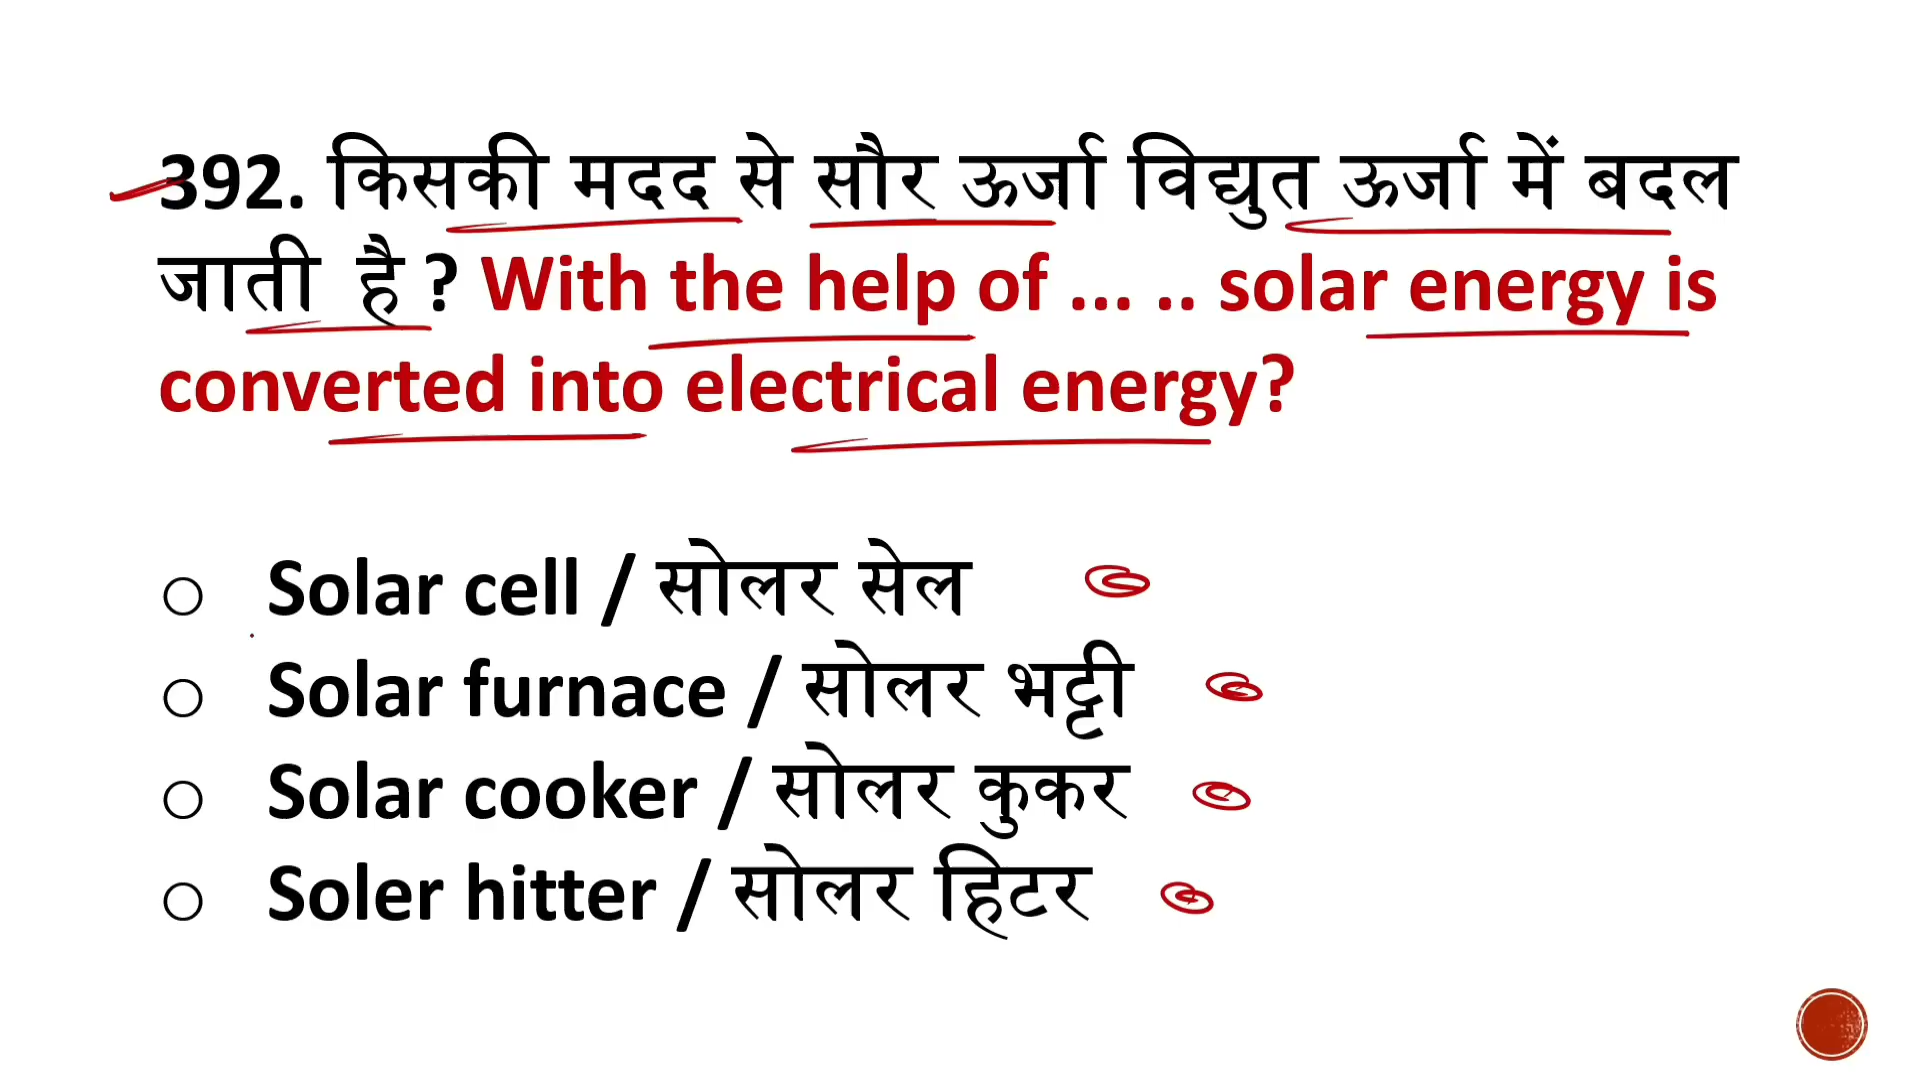 392. किसकी मदद से सौर ऊर्जा विद्युत ऊर्जा में बदल
जाती है ? With the help of ... .. solar energy is
converted into electrical energy?
o Solar cell / सोलर सेल
o Solar furnace / सोलर भट्टी
o Solar cooker / सोलर कुकर
o Soler hitter / सोलर हिटर